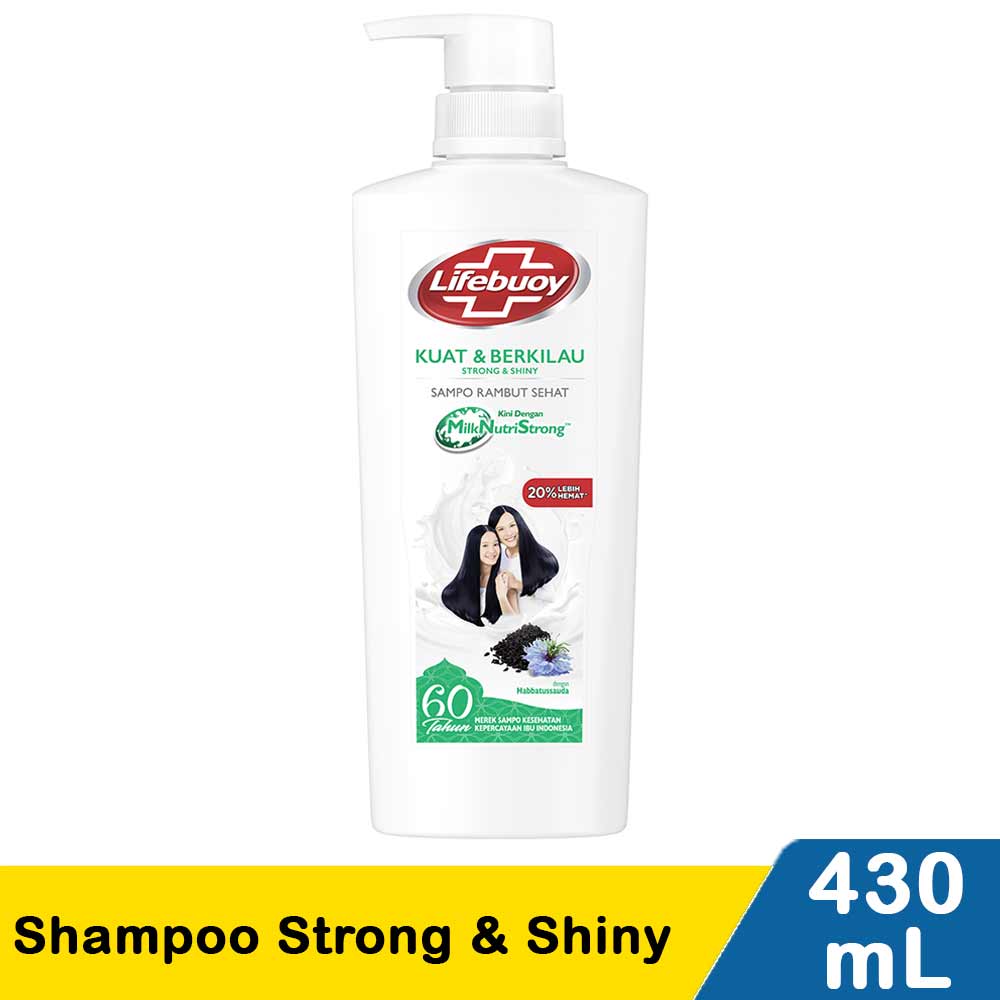 Lifebuoy
KUAT & BERKILAU
STRONG & SHINY
SAMPO RAMBUT SEHAT
Kini Dengan
MilkNutriStrong™
20% LEBIH
HEMAT*
dengan
Habbatussauda
60
Tahun
MEREK SAMPO KESEHATAN
KEPERCAYAAN IBU INDONESIA
Shampoo Strong & Shiny
430
mL